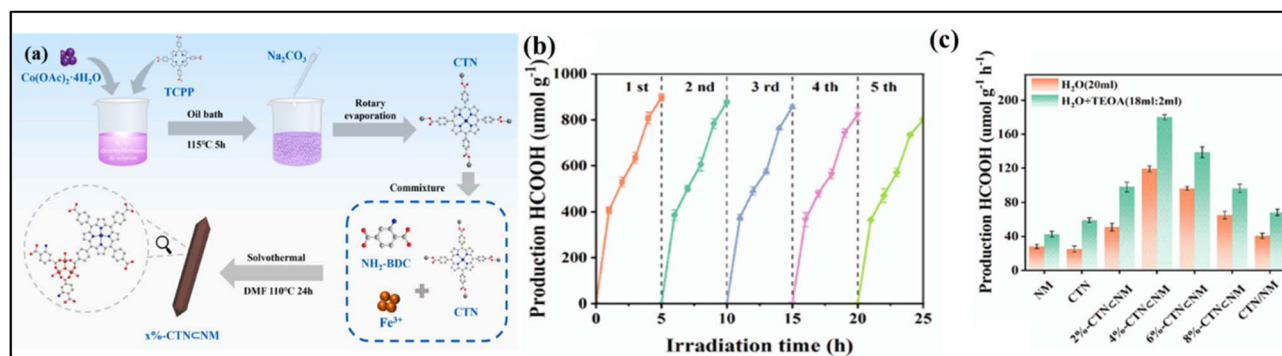 (a)
Co(OAc)₂·4H₂O
TCPP
Oil bath
115℃ 5h
Na₂CO₃
Rotary
evaporation
CTN
Commixture
NH₂-BDC
Fe³⁺
+
CTN
Solvothermal
DMF 110℃ 24h
x%-CTN⊂NM
(b)
Production HCOOH (umol g⁻¹)
1000
800
600
400
200
0
1 st
2 nd
3 rd
4 th
5 th
0 5 10 15 20 25
Irradiation time (h)
(c)
Production HCOOH (umol g⁻¹ h⁻¹)
200
160
120
80
40
0
H₂O(20ml)
H₂O+TEOA(18ml:2ml)
NM
CTN
2%-CTN⊂NM
4%-CTN⊂NM
6%-CTN⊂NM
8%-CTN⊂NM
CTN/NM